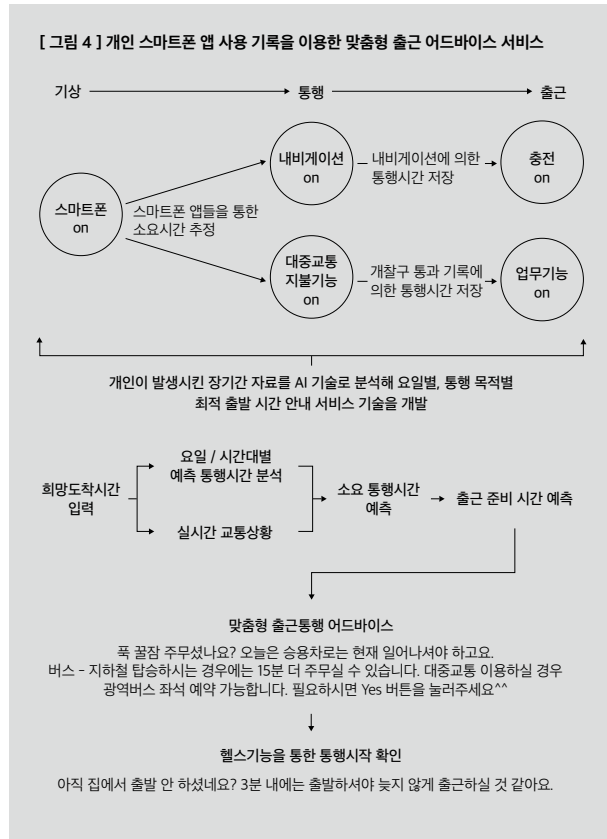 [ 그림 4 ] 개인 스마트폰 앱 사용 기록을 이용한 맞춤형 출근 어드바이스 서비스
기상
통행
출근
스마트폰
on
스마트폰 앱들을 통한
소요시간 추정
내비게이션
on
내비게이션에 의한
통행시간 저장
충전
on
대중교통
지불기능
on
개찰구 통과 기록에
의한 통행시간 저장
업무기능
on
개인이 발생시킨 장기간 자료를 AI 기술로 분석해 요일별, 통행 목적별
최적 출발 시간 안내 서비스 기술을 개발
희망도착시간
입력
요일 / 시간대별
예측 통행시간 분석
실시간 교통상황
소요 통행시간
예측
출근 준비 시간 예측
맞춤형 출근통행 어드바이스
푹 꿀잠 주무셨나요? 오늘은 승용차로는 현재 일어나셔야 하고요.
버스 – 지하철 탑승하시는 경우에는 15분 더 주무실 수 있습니다. 대중교통 이용하실 경우
광역버스 좌석 예약 가능합니다. 필요하시면 Yes 버튼을 눌러주세요^^
헬스기능을 통한 통행시작 확인
아직 집에서 출발 안 하셨네요? 3분 내에는 출발하셔야 늦지 않게 출근하실 것 같아요.